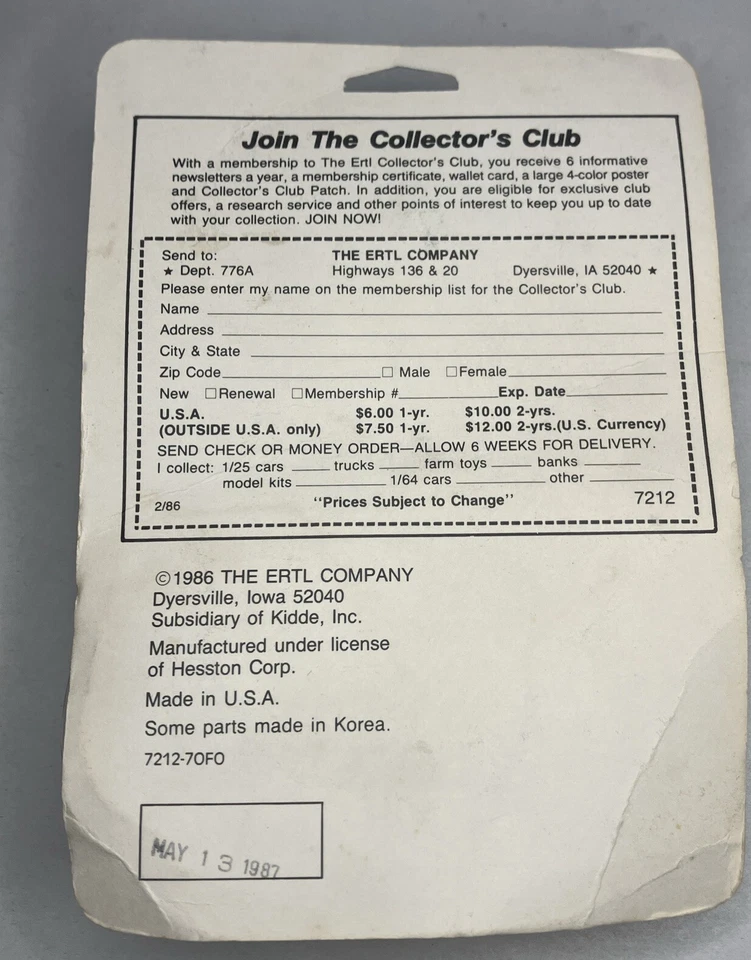 Join The Collector's Club
With a membership to The Ertl Collector's Club, you receive 6 informative
newsletters a year, a membership certificate, wallet card, a large 4-color poster
and Collector's Club Patch. In addition, you are eligible for exclusive club
offers, a research service and other points of interest to keep you up to date
with your collection. JOIN NOW!
Send to: THE ERTL COMPANY
★ Dept. 776A Highways 136 & 20 Dyersville, IA 52040 ★
Please enter my name on the membership list for the Collector's Club.
Name
Address
City & State
Zip Code ☐ Male ☐ Female
New ☐ Renewal ☐ Membership # Exp. Date
U.S.A. $6.00 1-yr. $10.00 2-yrs.
(OUTSIDE U.S.A. only) $7.50 1-yr. $12.00 2-yrs.(U.S. Currency)
SEND CHECK OR MONEY ORDER—ALLOW 6 WEEKS FOR DELIVERY.
I collect: 1/25 cars trucks farm toys banks
model kits 1/64 cars other
2/86 "Prices Subject to Change" 7212
©1986 THE ERTL COMPANY
Dyersville, Iowa 52040
Subsidiary of Kidde, Inc.
Manufactured under license
of Hesston Corp.
Made in U.S.A.
Some parts made in Korea.
7212-7OFO
MAY 13 1987